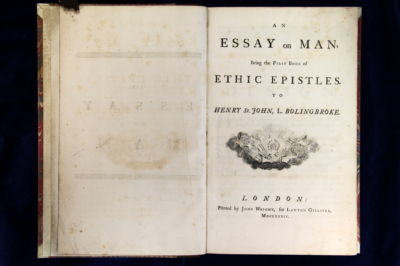 AN
ESSAY on MAN,
Being the FIRST BOOK of
ETHIC EPISTLES.
TO
HENRY St. JOHN, L. BOLINGBROKE.
LONDON:
Printed by JOHN WRIGHT, for LAWTON GILLIVER,